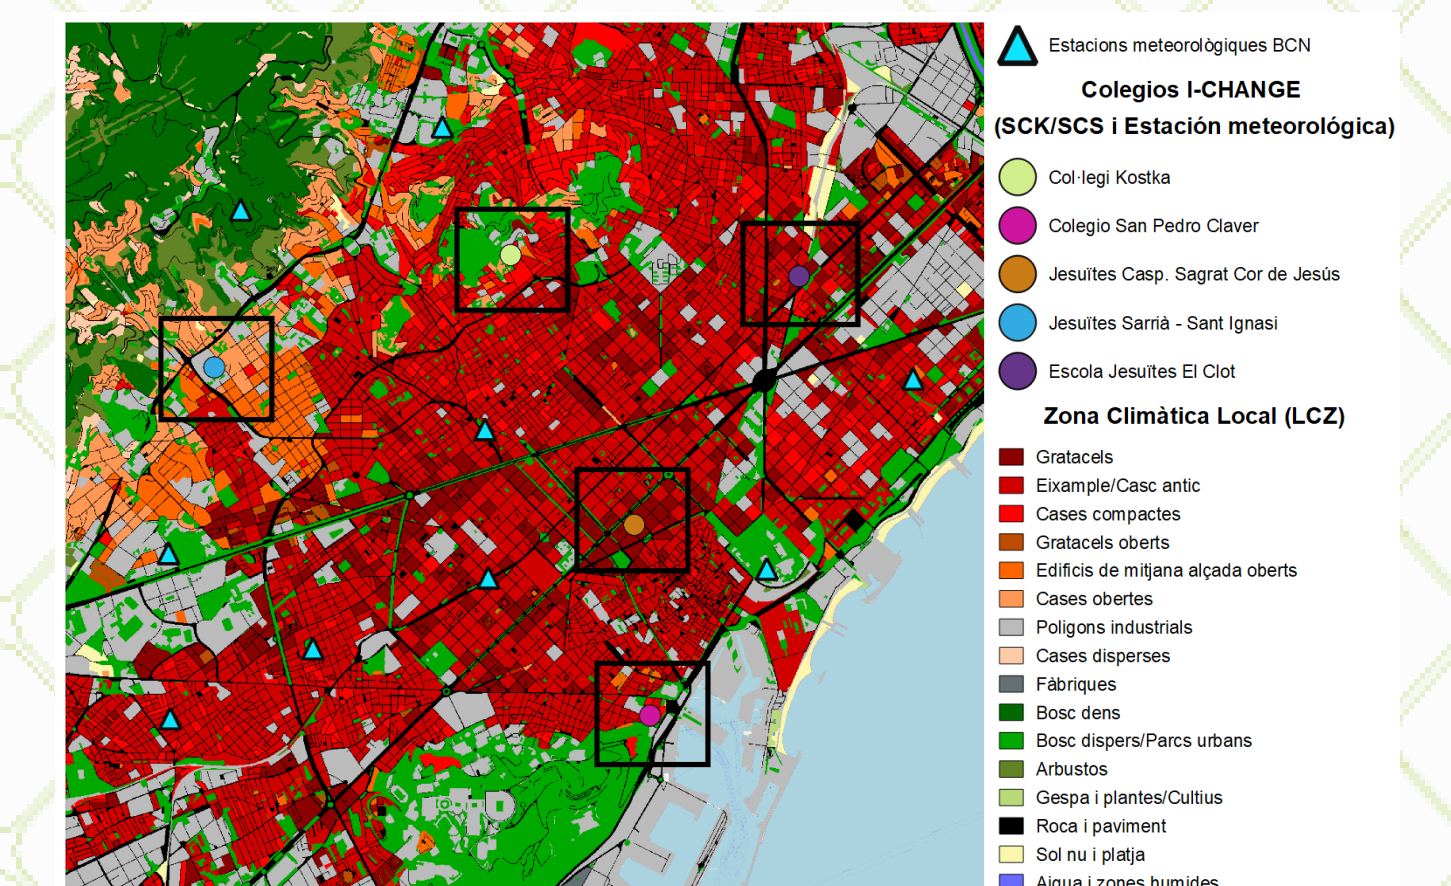 Estacions meteorològiques BCN
Colegios I-CHANGE
(SCK/SCS i Estación meteorológica)
Col·legi Kostka
Colegio San Pedro Claver
Jesuïtes Casp. Sagrat Cor de Jesús
Jesuïtes Sarrià - Sant Ignasi
Escola Jesuïtes El Clot
Zona Climàtica Local (LCZ)
Gratacels
Eixample/Casc antic
Cases compactes
Gratacels oberts
Edificis de mitjana alçada oberts
Cases obertes
Poligons industrials
Cases disperses
Fàbriques
Bosc dens
Bosc dispers/Parcs urbans
Arbustos
Gespa i plantes/Cultius
Roca i paviment
Sol nu i platja
Aigua i zones humides